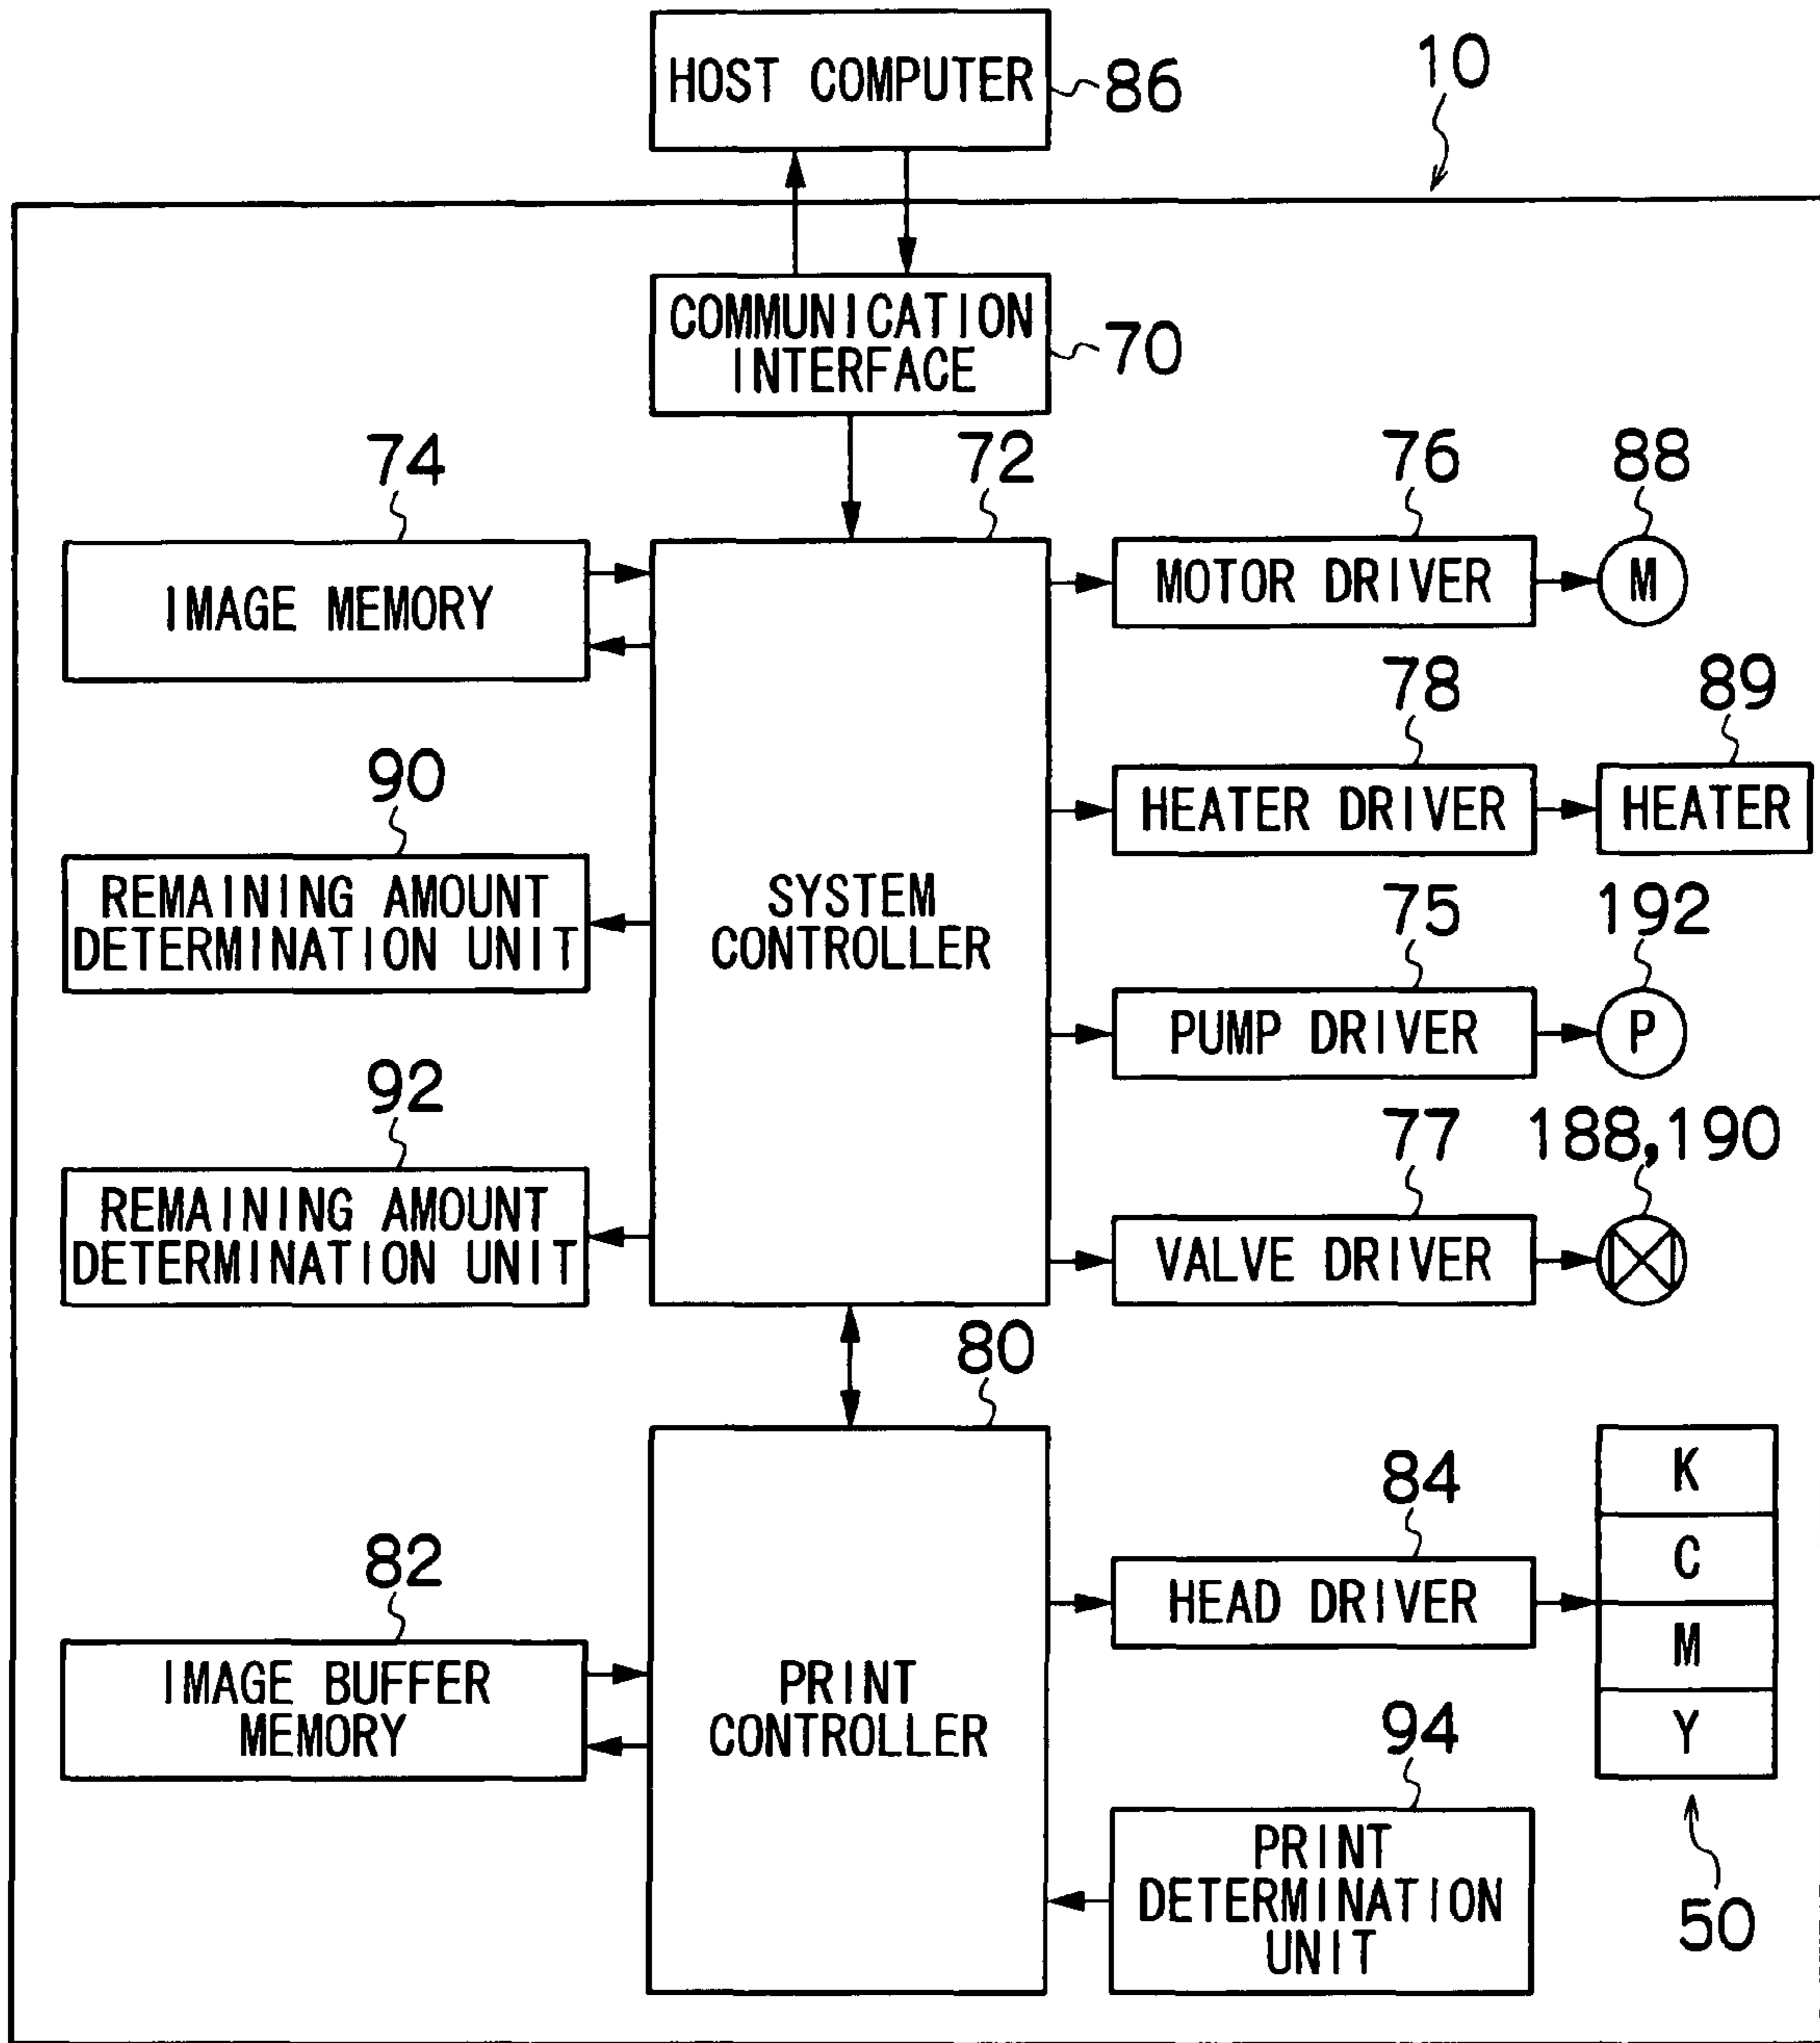 HOST COMPUTER
86
10
COMMUNICATION
INTERFACE
70
74
72
76
88
IMAGE MEMORY
MOTOR DRIVER
M
78
89
HEATER DRIVER
HEATER
90
REMAINING AMOUNT
DETERMINATION UNIT
SYSTEM
CONTROLLER
75
192
PUMP DRIVER
P
92
REMAINING AMOUNT
DETERMINATION UNIT
77
188,190
VALVE DRIVER
80
82
IMAGE BUFFER
MEMORY
PRINT
CONTROLLER
84
HEAD DRIVER
K
C
M
Y
50
94
PRINT
DETERMINATION
UNIT